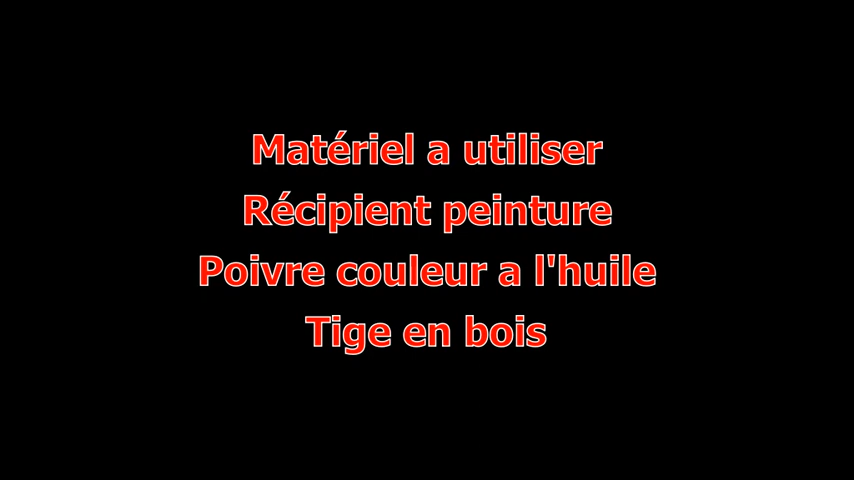 Matériel a utiliser
Récipient peinture
Poivre couleur a l'huile
Tige en bois